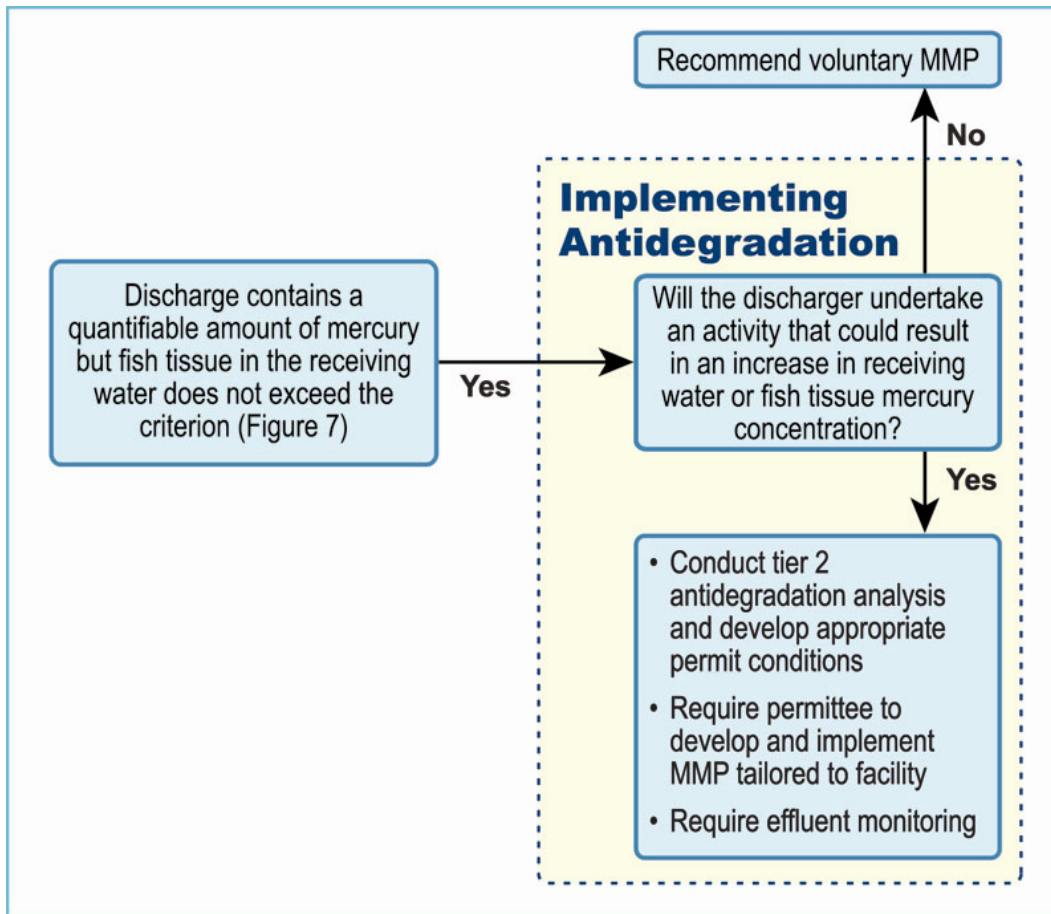 Recommend voluntary MMP
No
Implementing
Antidegradation
Discharge contains a
quantifiable amount of mercury
but fish tissue in the receiving
water does not exceed the
criterion (Figure 7)
Yes
Will the discharger undertake
an activity that could result
in an increase in receiving
water or fish tissue mercury
concentration?
Yes
• Conduct tier 2
antidegradation analysis
and develop appropriate
permit conditions
• Require permittee to
develop and implement
MMP tailored to facility
• Require effluent monitoring